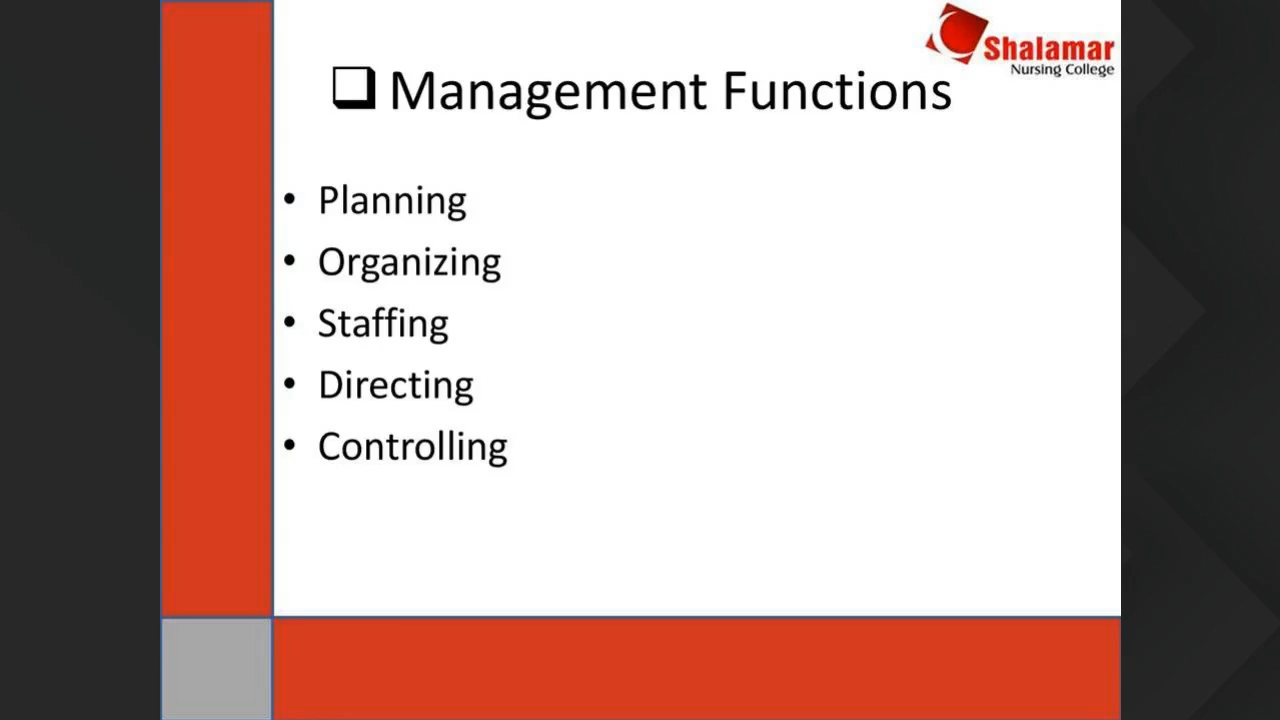 Shalamar
Nursing College
❑ Management Functions
• Planning
• Organizing
• Staffing
• Directing
• Controlling